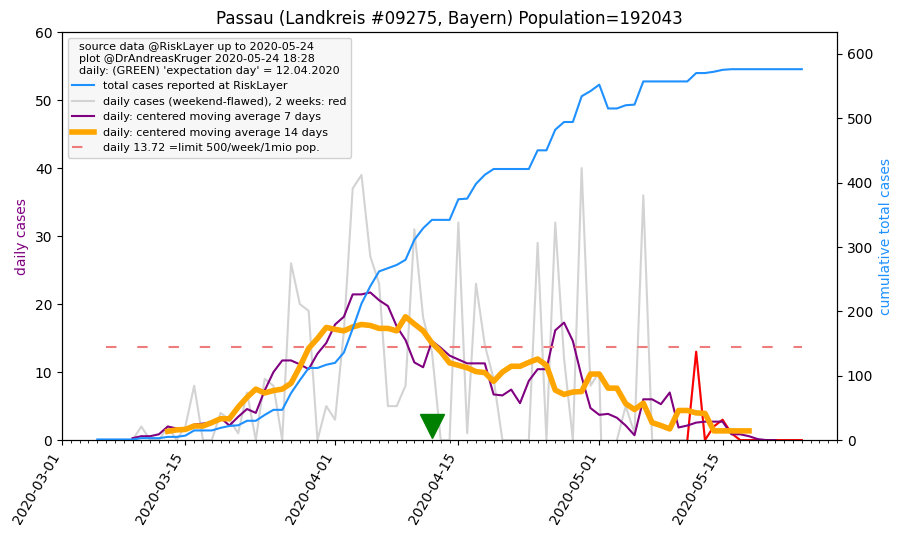 Passau (Landkreis #09275, Bayern) Population=192043
source data @RiskLayer up to 2020-05-24
plot @DrAndreasKruger 2020-05-24 18:28
daily: (GREEN) 'expectation day' = 12.04.2020
total cases reported at RiskLayer
daily cases (weekend-flawed), 2 weeks: red
daily: centered moving average 7 days
daily: centered moving average 14 days
daily 13.72 =limit 500/week/1mio pop.
daily cases
60
50
40
30
20
10
0
cumulative total cases
600
500
400
300
200
100
0
2020-03-01
2020-03-15
2020-04-01
2020-04-15
2020-05-01
2020-05-15